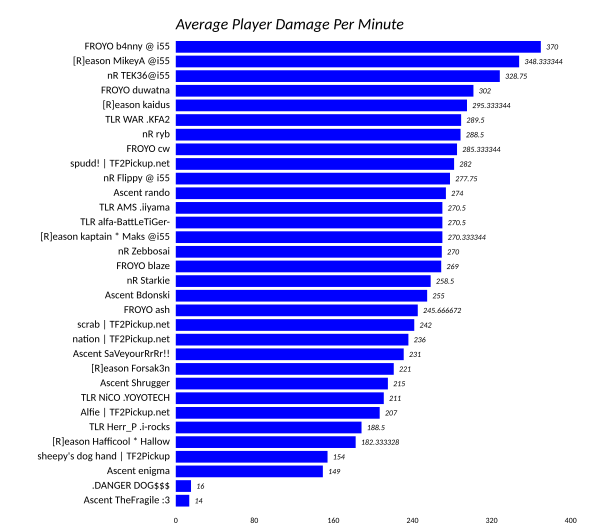 Average Player Damage Per Minute
FROYO b4nny @ i55 370
[R]eason MikeyA @i55 348.333344
nR TEK36@i55 328.75
FROYO duwatna 302
[R]eason kaidus 295.333344
TLR WAR .KFA2 289.5
nR ryb 288.5
FROYO cw 285.333344
spudd! | TF2Pickup.net 282
nR Flippy @ i55 277.75
Ascent rando 274
TLR AMS .iiyama 270.5
TLR alfa-BattLeTiGer- 270.5
[R]eason kaptain * Maks @i55 270.333344
nR Zebbosai 270
FROYO blaze 269
nR Starkie 258.5
Ascent Bdonski 255
FROYO ash 245.666672
scrab | TF2Pickup.net 242
nation | TF2Pickup.net 236
Ascent SaVeyourRrRr!! 231
[R]eason Forsak3n 221
Ascent Shrugger 215
TLR NiCO .YOYOTECH 211
Alfie | TF2Pickup.net 207
TLR Herr_P .i-rocks 188.5
[R]eason Hafficool * Hallow 182.333328
sheepy's dog hand | TF2Pickup 154
Ascent enigma 149
.DANGER DOG$$$ 16
Ascent TheFragile :3 14
0 80 160 240 320 400